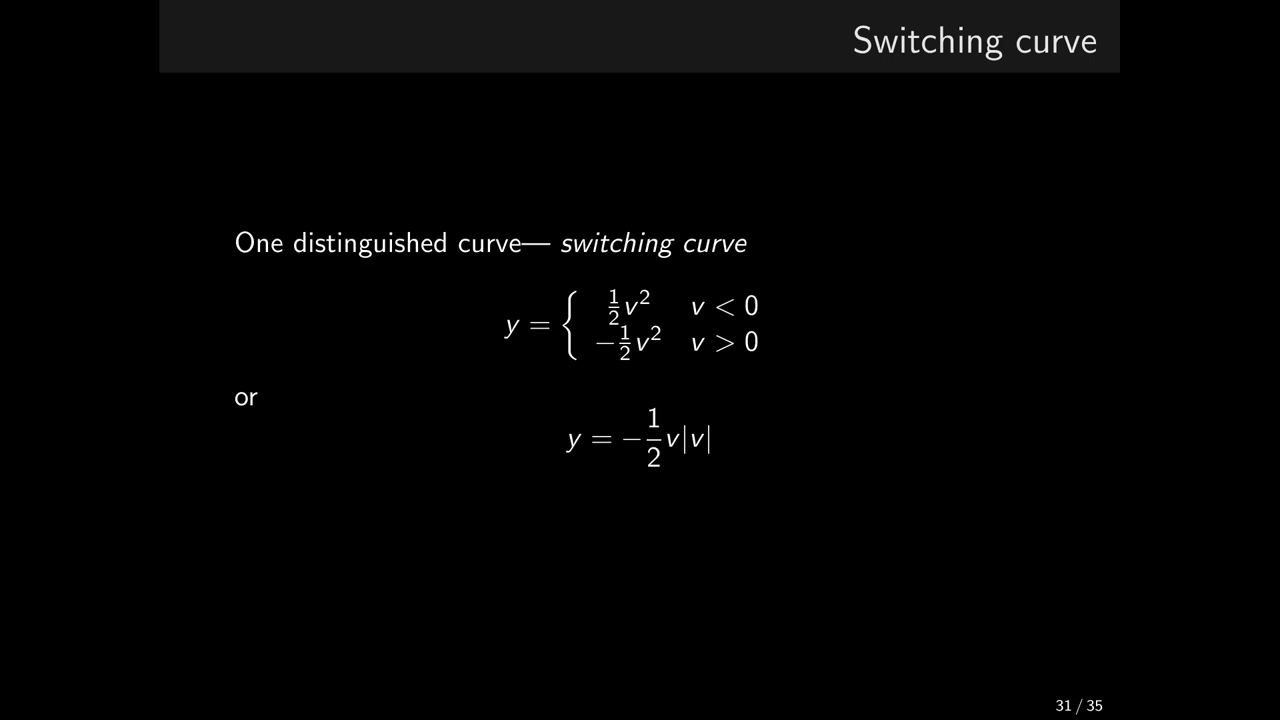 Switching curve
One distinguished curve— switching curve
y = { ½v² v < 0
−½v² v > 0
or
y = −1/2 v|v|
31 / 35